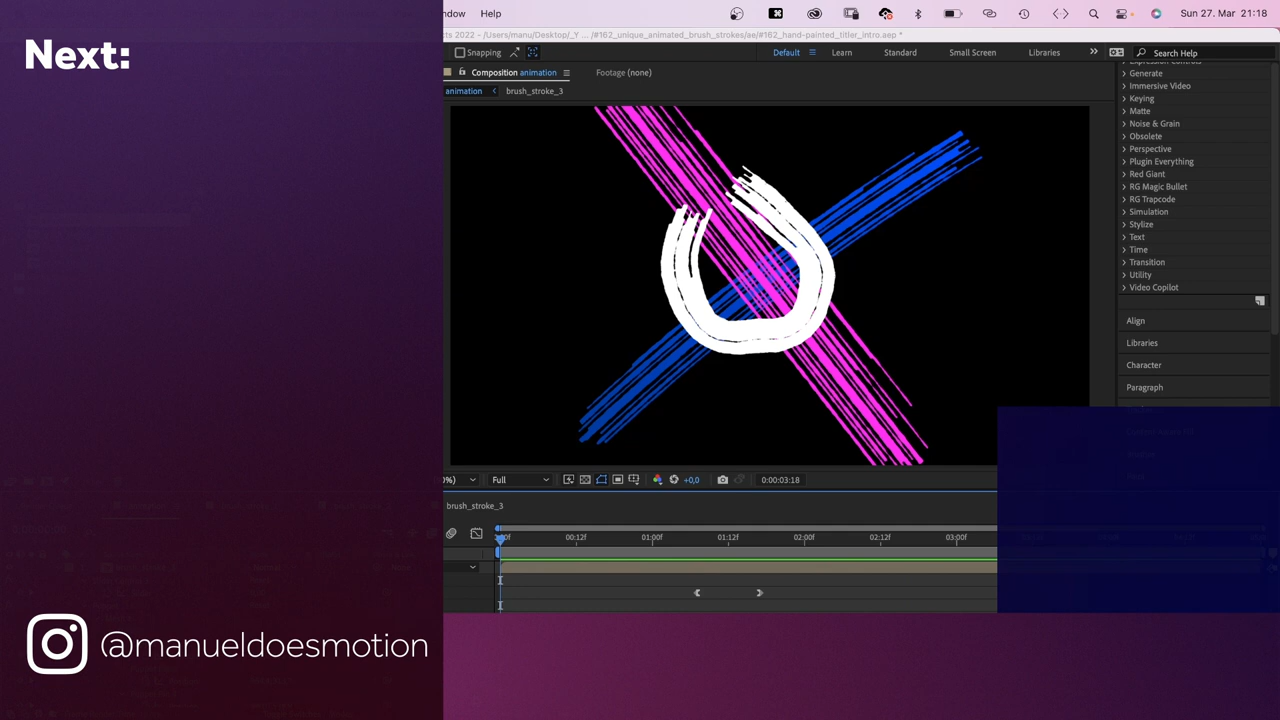 Next:
@manueldoesmotion
ndow Help
Sun 27. Mar 21:18
ts 2022 - /Users/manu/Desktop/_Y ... /#162_unique_animated_brush_strokes/ae/#162_hand-painted_titler_intro.aep *
Snapping
Default
Learn
Standard
Small Screen
Libraries
Search Help
Composition animation
Footage (none)
animation
brush_stroke_3
Generate
Immersive Video
Keying
Matte
Noise & Grain
Obsolete
Perspective
Plugin Everything
Red Giant
RG Magic Bullet
RG Trapcode
Simulation
Stylize
Text
Time
Transition
Utility
Video Copilot
Align
Libraries
Character
Paragraph
Full
+0,0
0:00:03:18
brush_stroke_3
00:12f
01:00f
01:12f
02:00f
02:12f
03:00f